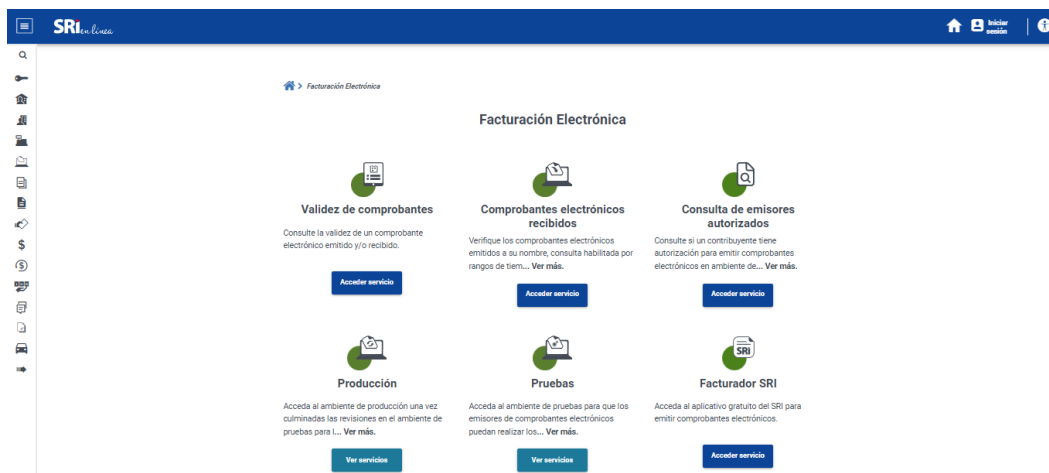 SRi en línea
Iniciar
sesión
Facturación Electrónica
Facturación Electrónica
Validez de comprobantes
Consulte la validez de un comprobante
electrónico emitido y/o recibido.
Acceder servicio
Comprobantes electrónicos
recibidos
Verifique los comprobantes electrónicos
emitidos a su nombre, consulta habilitada por
rangos de tiem... Ver más.
Acceder servicio
Consulta de emisores
autorizados
Consulte si un contribuyente tiene
autorización para emitir comprobantes
electrónicos en ambiente de... Ver más.
Acceder servicio
Producción
Acceda al ambiente de producción una vez
culminadas las revisiones en el ambiente de
pruebas para l... Ver más.
Ver servicios
Pruebas
Acceda al ambiente de pruebas para que los
emisores de comprobantes electrónicos
puedan realizar los... Ver más.
Ver servicios
SRi
Facturador SRI
Acceda al aplicativo gratuito del SRI para
emitir comprobantes electrónicos.
Acceder servicio